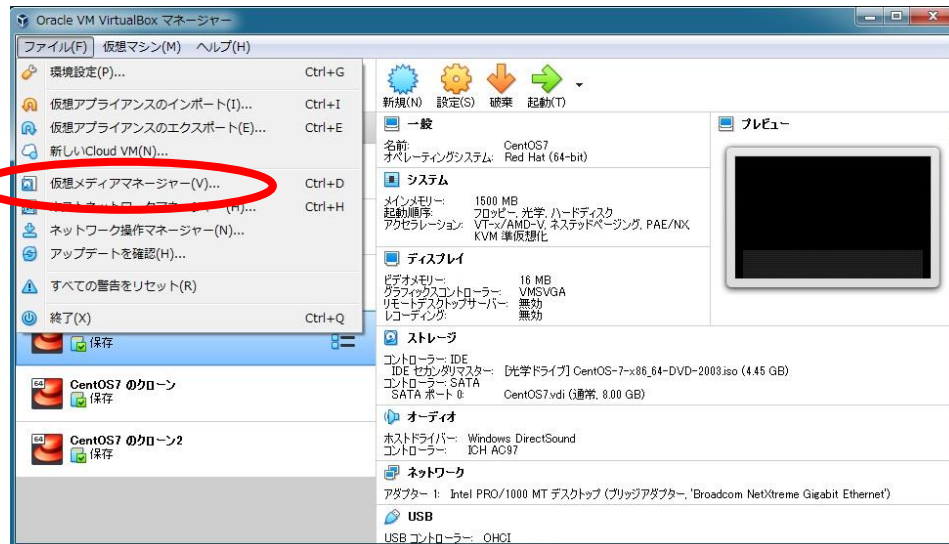 Oracle VM VirtualBox マネージャー
ファイル(F) 仮想マシン(M) ヘルプ(H)
環境設定(P)... Ctrl+G
仮想アプライアンスのインポート(I)... Ctrl+I
仮想アプライアンスのエクスポート(E)... Ctrl+E
新しいCloud VM(N)...
仮想メディアマネージャー(V)... Ctrl+D
ホストネットワークマネージャー(H)... Ctrl+H
ネットワーク操作マネージャー(N)...
アップデートを確認(H)...
すべての警告をリセット(R)
終了(X) Ctrl+Q
保存
64 CentOS7 のクローン
保存
64 CentOS7 のクローン2
保存
新規(N) 設定(S) 破棄 起動(T)
一般
名前: CentOS7
オペレーティングシステム: Red Hat (64-bit)
システム
メインメモリー: 1500 MB
起動順序: フロッピー, 光学, ハードディスク
アクセラレーション: VT-x/AMD-V, ネステッドページング, PAE/NX,
KVM 準仮想化
ディスプレイ
ビデオメモリー: 16 MB
グラフィックスコントローラー: VMSVGA
リモートデスクトップサーバー: 無効
レコーディング: 無効
ストレージ
コントローラー: IDE
IDE セカンダリマスター: [光学ドライブ] CentOS-7-x86_64-DVD-2003.iso (4.45 GB)
コントローラー: SATA
SATA ポート 0: CentOS7.vdi (通常, 8.00 GB)
オーディオ
ホストドライバー: Windows DirectSound
コントローラー: ICH AC97
ネットワーク
アダプター 1: Intel PRO/1000 MT デスクトップ (ブリッジアダプター, 'Broadcom NetXtreme Gigabit Ethernet')
USB
USB コントローラー: OHCI
プレビュー